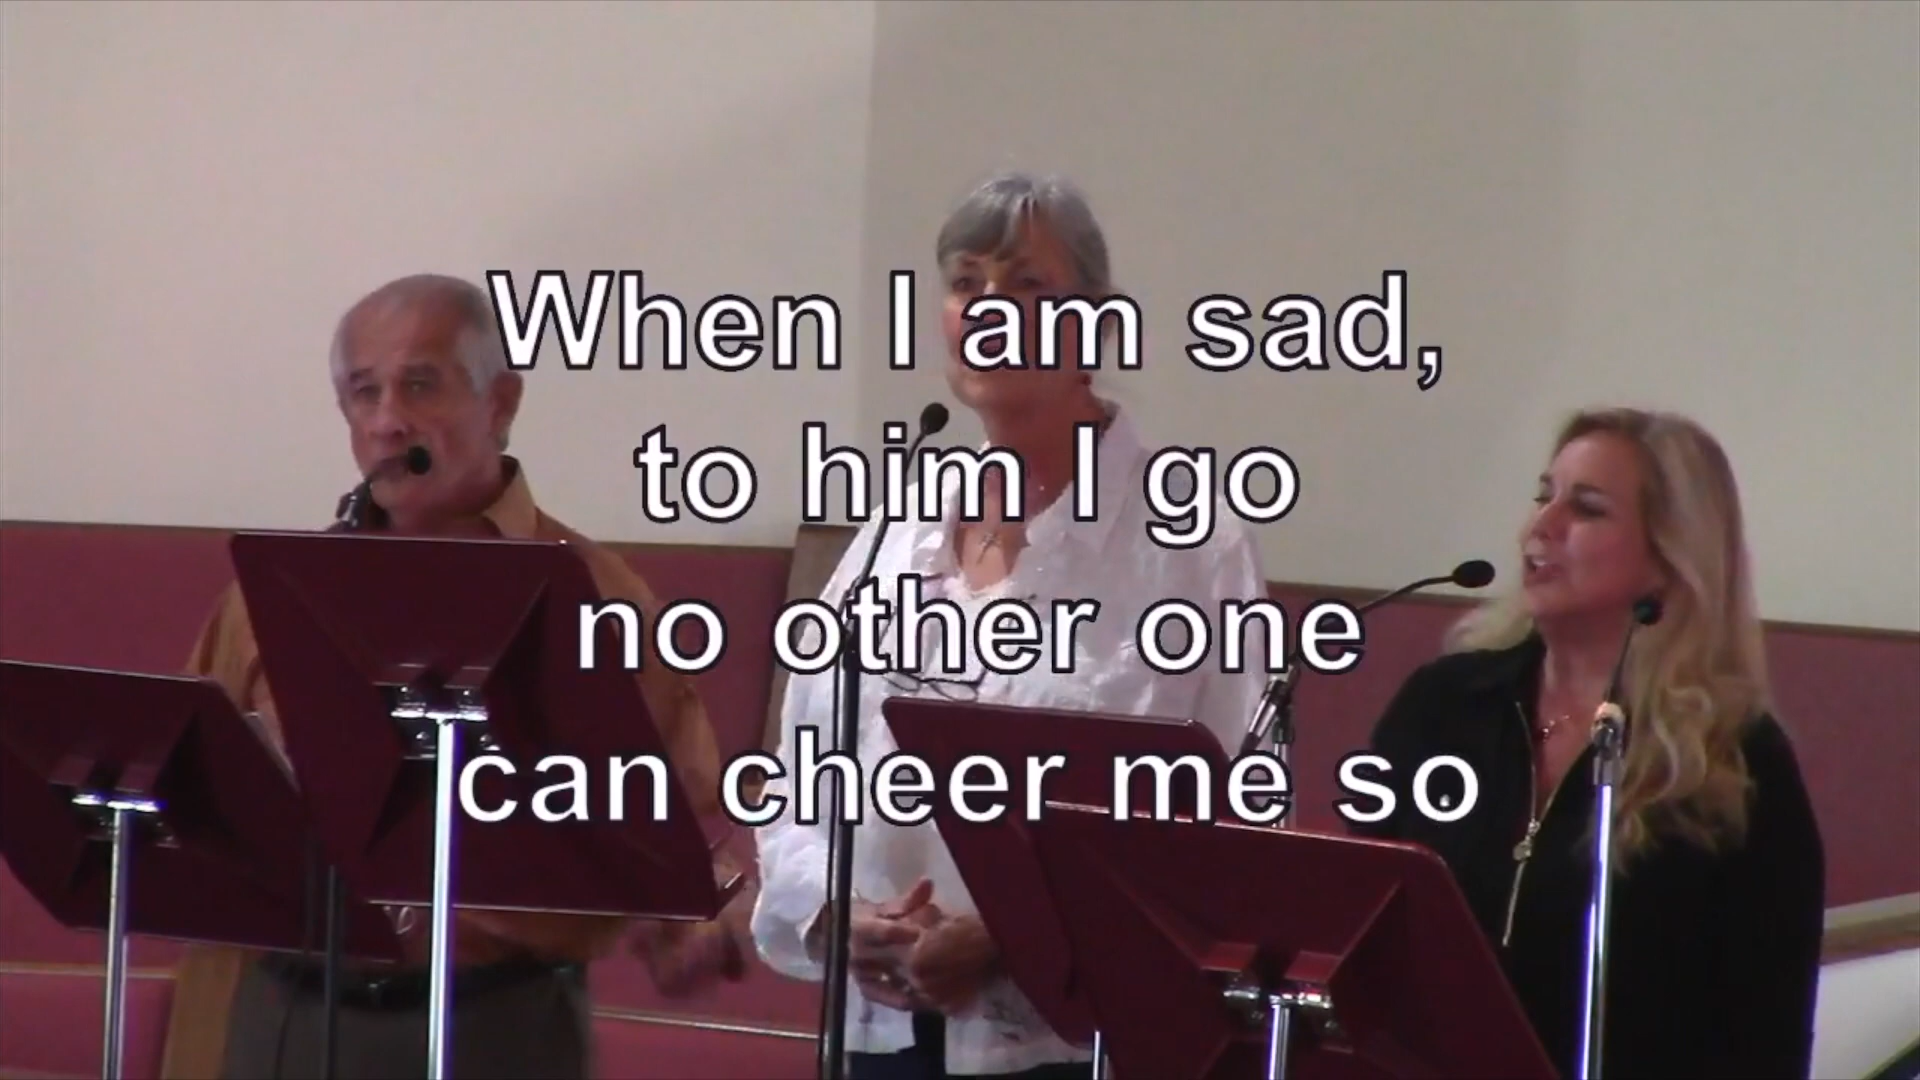 When I am sad,
to him I go
no other one
can cheer me so